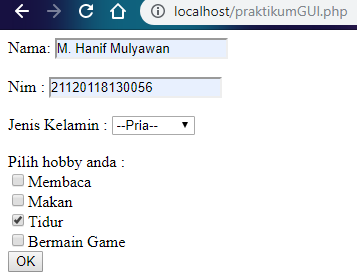 localhost/praktikumGUI.php
Nama: M. Hanif Mulyawan
Nim : 21120118130056
Jenis Kelamin : --Pria--
Pilih hobby anda :
Membaca
Makan
Tidur
Bermain Game
OK